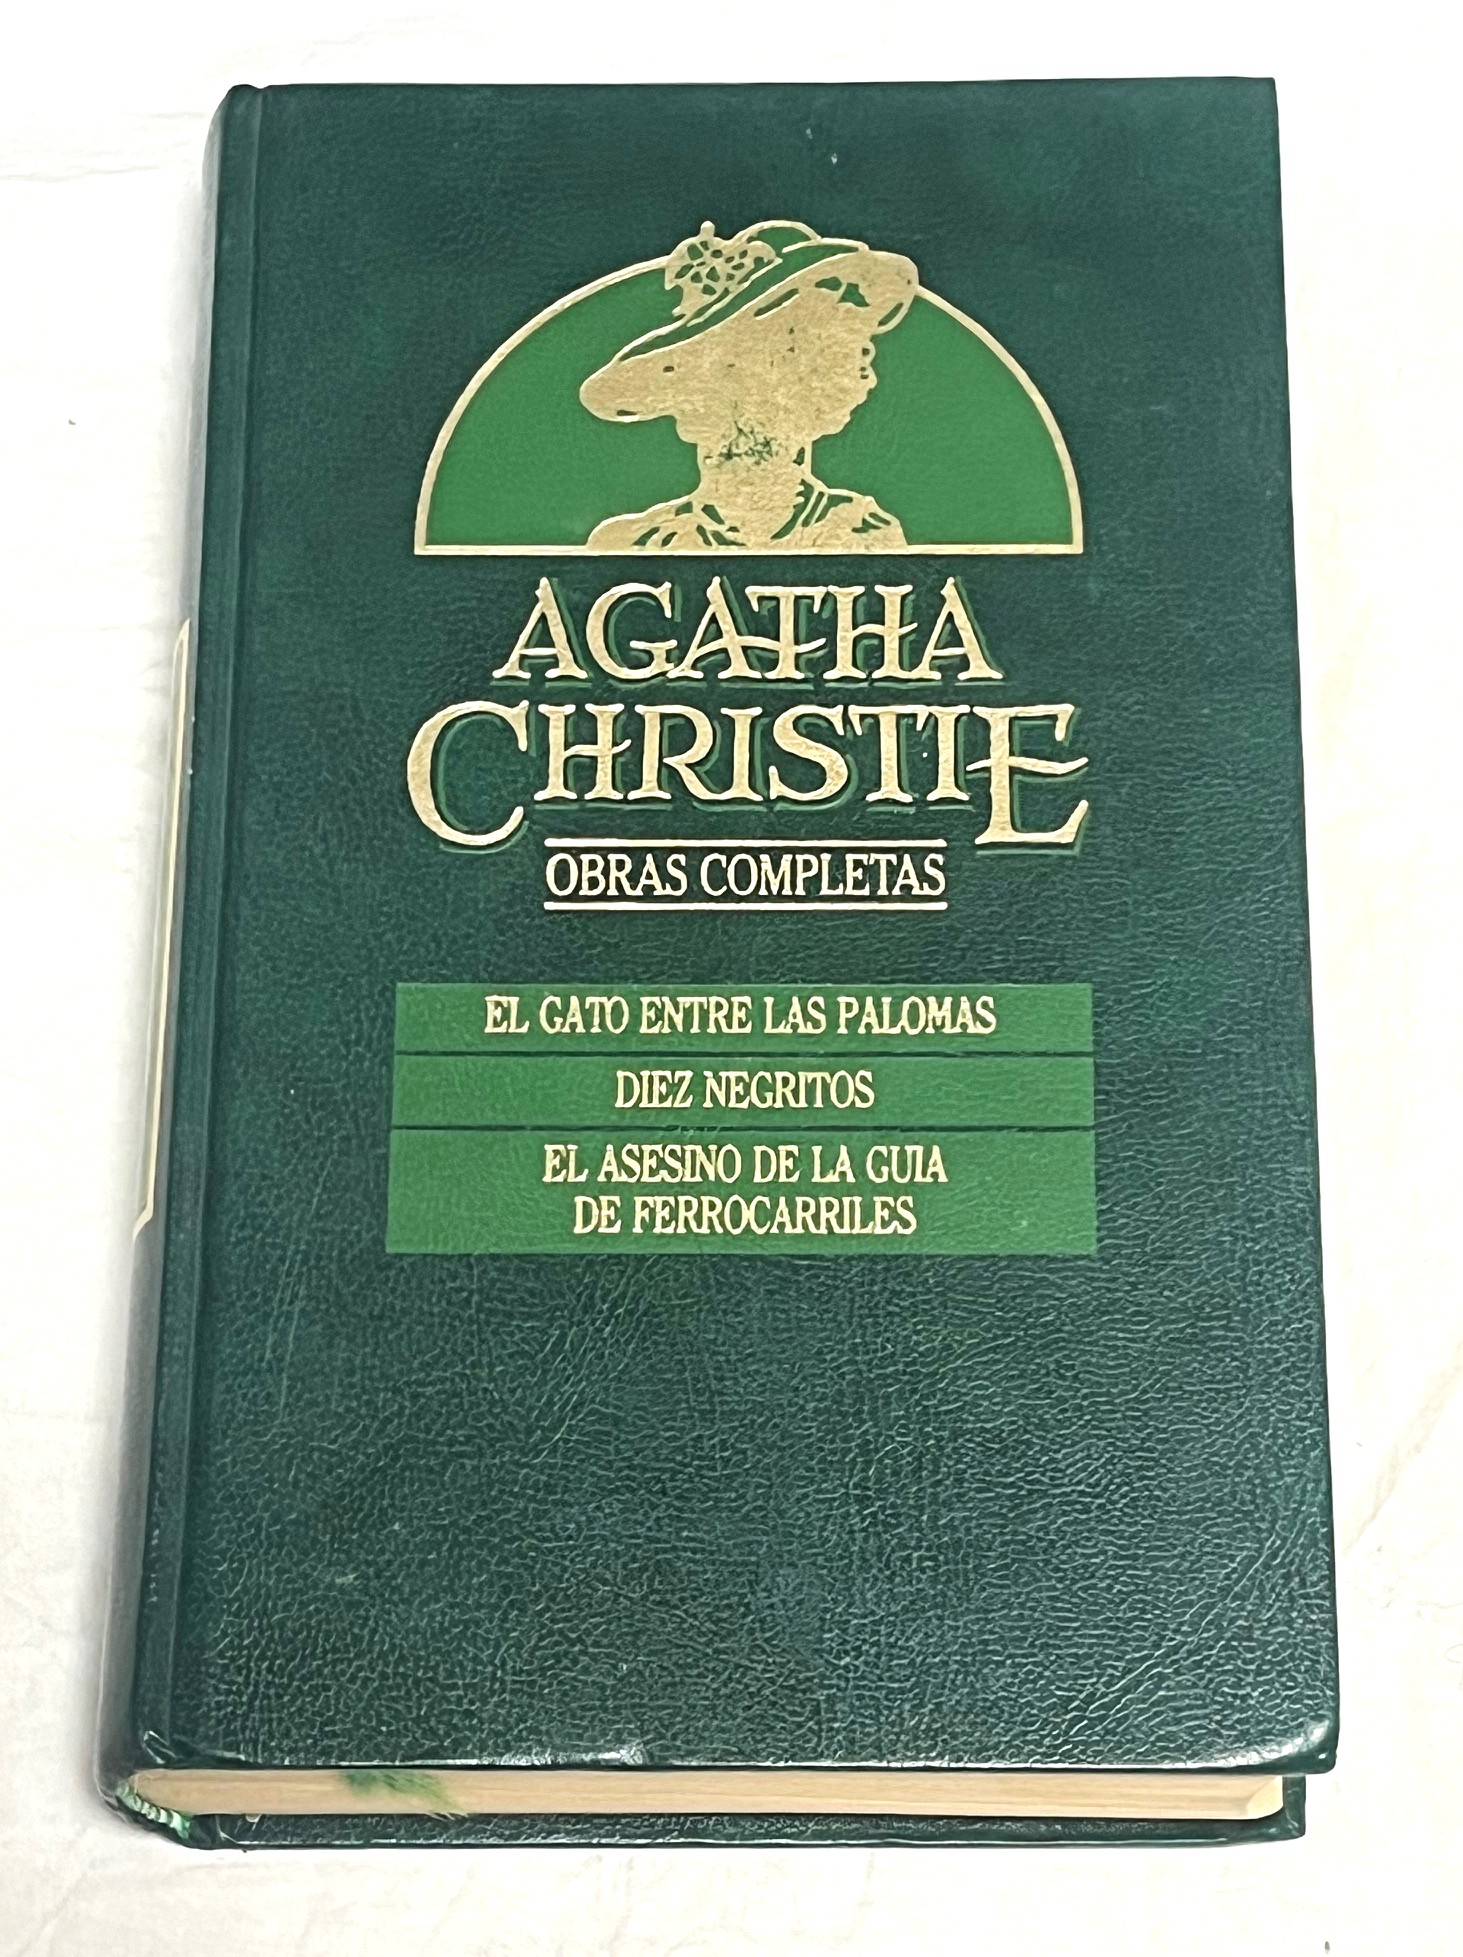 AGATHA
CHRISTIE
OBRAS COMPLETAS
EL GATO ENTRE LAS PALOMAS
DIEZ NEGRITOS
EL ASESINO DE LA GUIA
DE FERROCARRILES